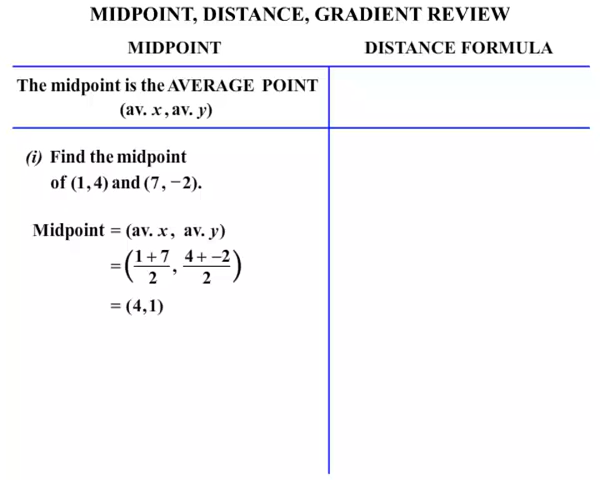 MIDPOINT, DISTANCE, GRADIENT REVIEW
MIDPOINT
DISTANCE FORMULA
The midpoint is the AVERAGE POINT
(av. x, av. y)
(i) Find the midpoint
of (1, 4) and (7, −2).
Midpoint = (av. x, av. y)
= ((1 + 7)/2, (4 + −2)/2)
= (4,1)